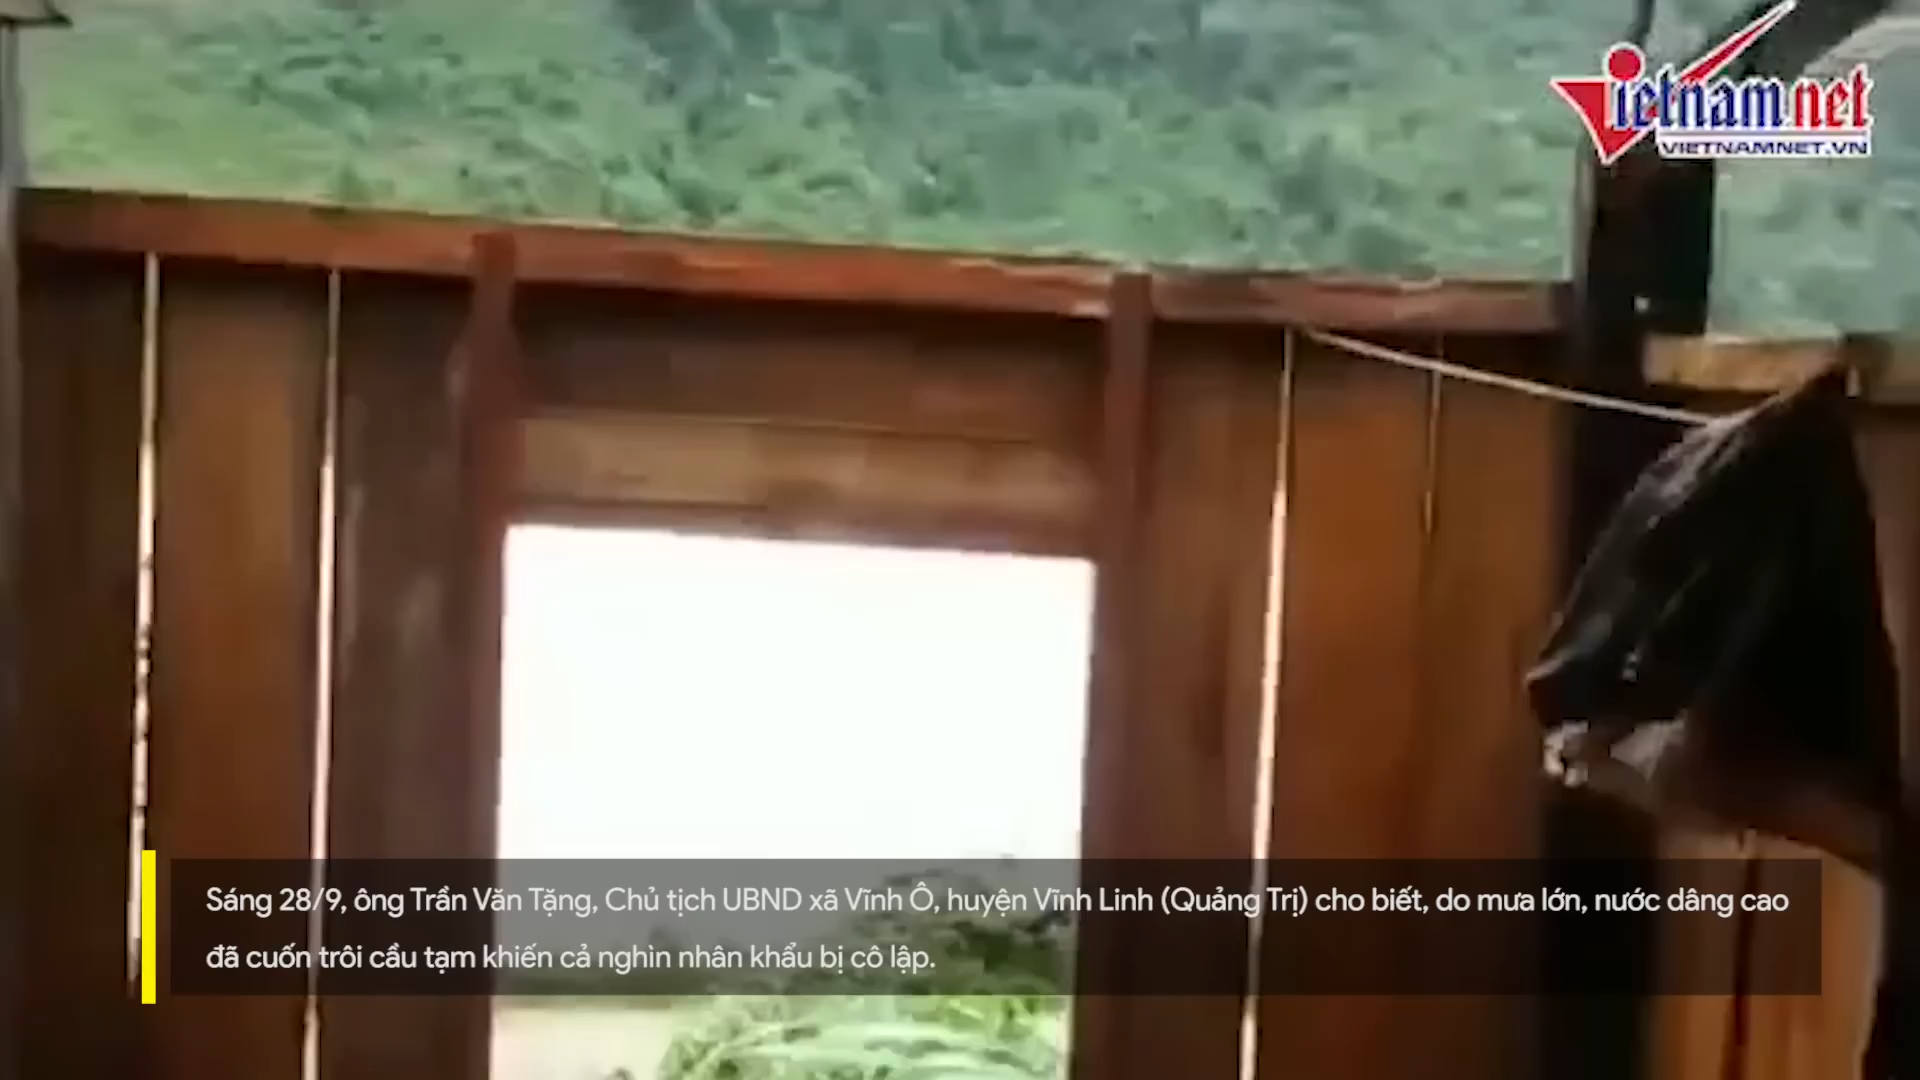 Vietnamnet
VIETNAMNET.VN
Sáng 28/9, ông Trần Văn Tặng, Chủ tịch UBND xã Vĩnh Ô, huyện Vĩnh Linh (Quảng Trị) cho biết, do mưa lớn, nước dâng cao
đã cuốn trôi cầu tạm khiến cả nghìn nhân khẩu bị cô lập.